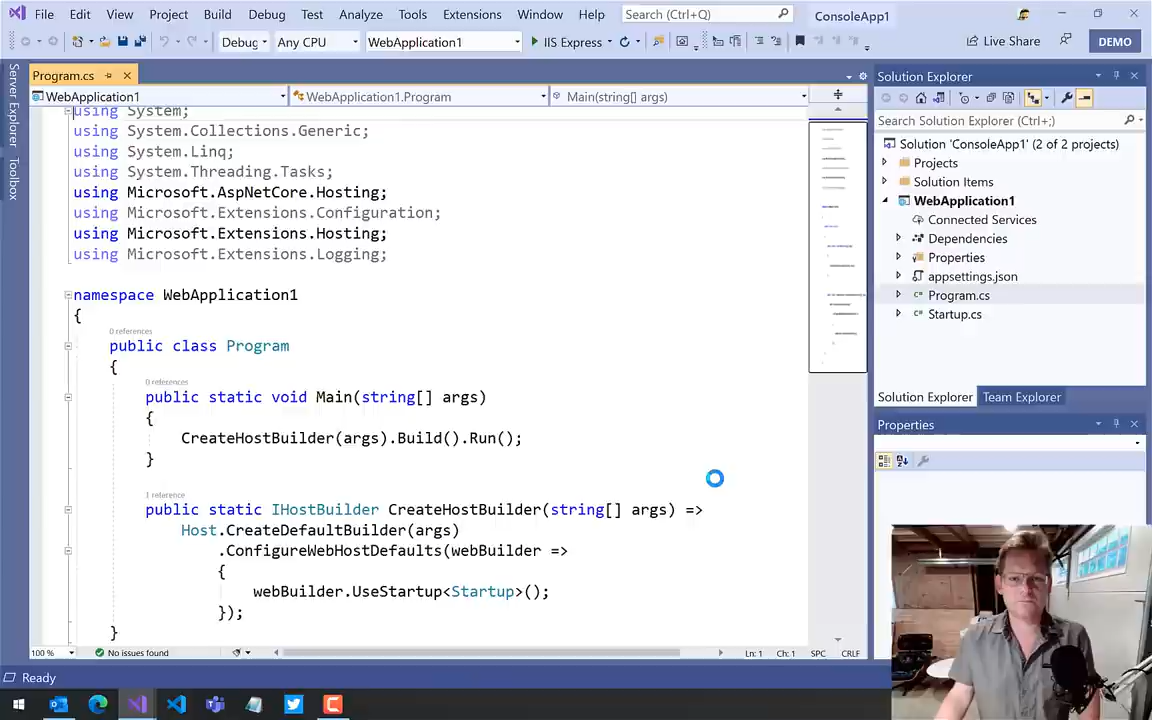 File Edit View Project Build Debug Test Analyze Tools Extensions Window Help Search (Ctrl+Q) ConsoleApp1
Debug Any CPU WebApplication1 IIS Express Live Share DEMO
Server Explorer
Toolbox
Program.cs
WebApplication1 WebApplication1.Program Main(string[] args)
using System;
using System.Collections.Generic;
using System.Linq;
using System.Threading.Tasks;
using Microsoft.AspNetCore.Hosting;
using Microsoft.Extensions.Configuration;
using Microsoft.Extensions.Hosting;
using Microsoft.Extensions.Logging;
namespace WebApplication1
{
0 references
public class Program
{
0 references
public static void Main(string[] args)
{
CreateHostBuilder(args).Build().Run();
}
1 reference
public static IHostBuilder CreateHostBuilder(string[] args) =>
Host.CreateDefaultBuilder(args)
.ConfigureWebHostDefaults(webBuilder =>
{
webBuilder.UseStartup<Startup>();
});
}
100 % No issues found Ln: 1 Ch: 1 SPC CRLF
Solution Explorer
Search Solution Explorer (Ctrl+;)
Solution 'ConsoleApp1' (2 of 2 projects)
Projects
Solution Items
WebApplication1
Connected Services
Dependencies
Properties
appsettings.json
C# Program.cs
C# Startup.cs
Solution Explorer Team Explorer
Properties
Ready